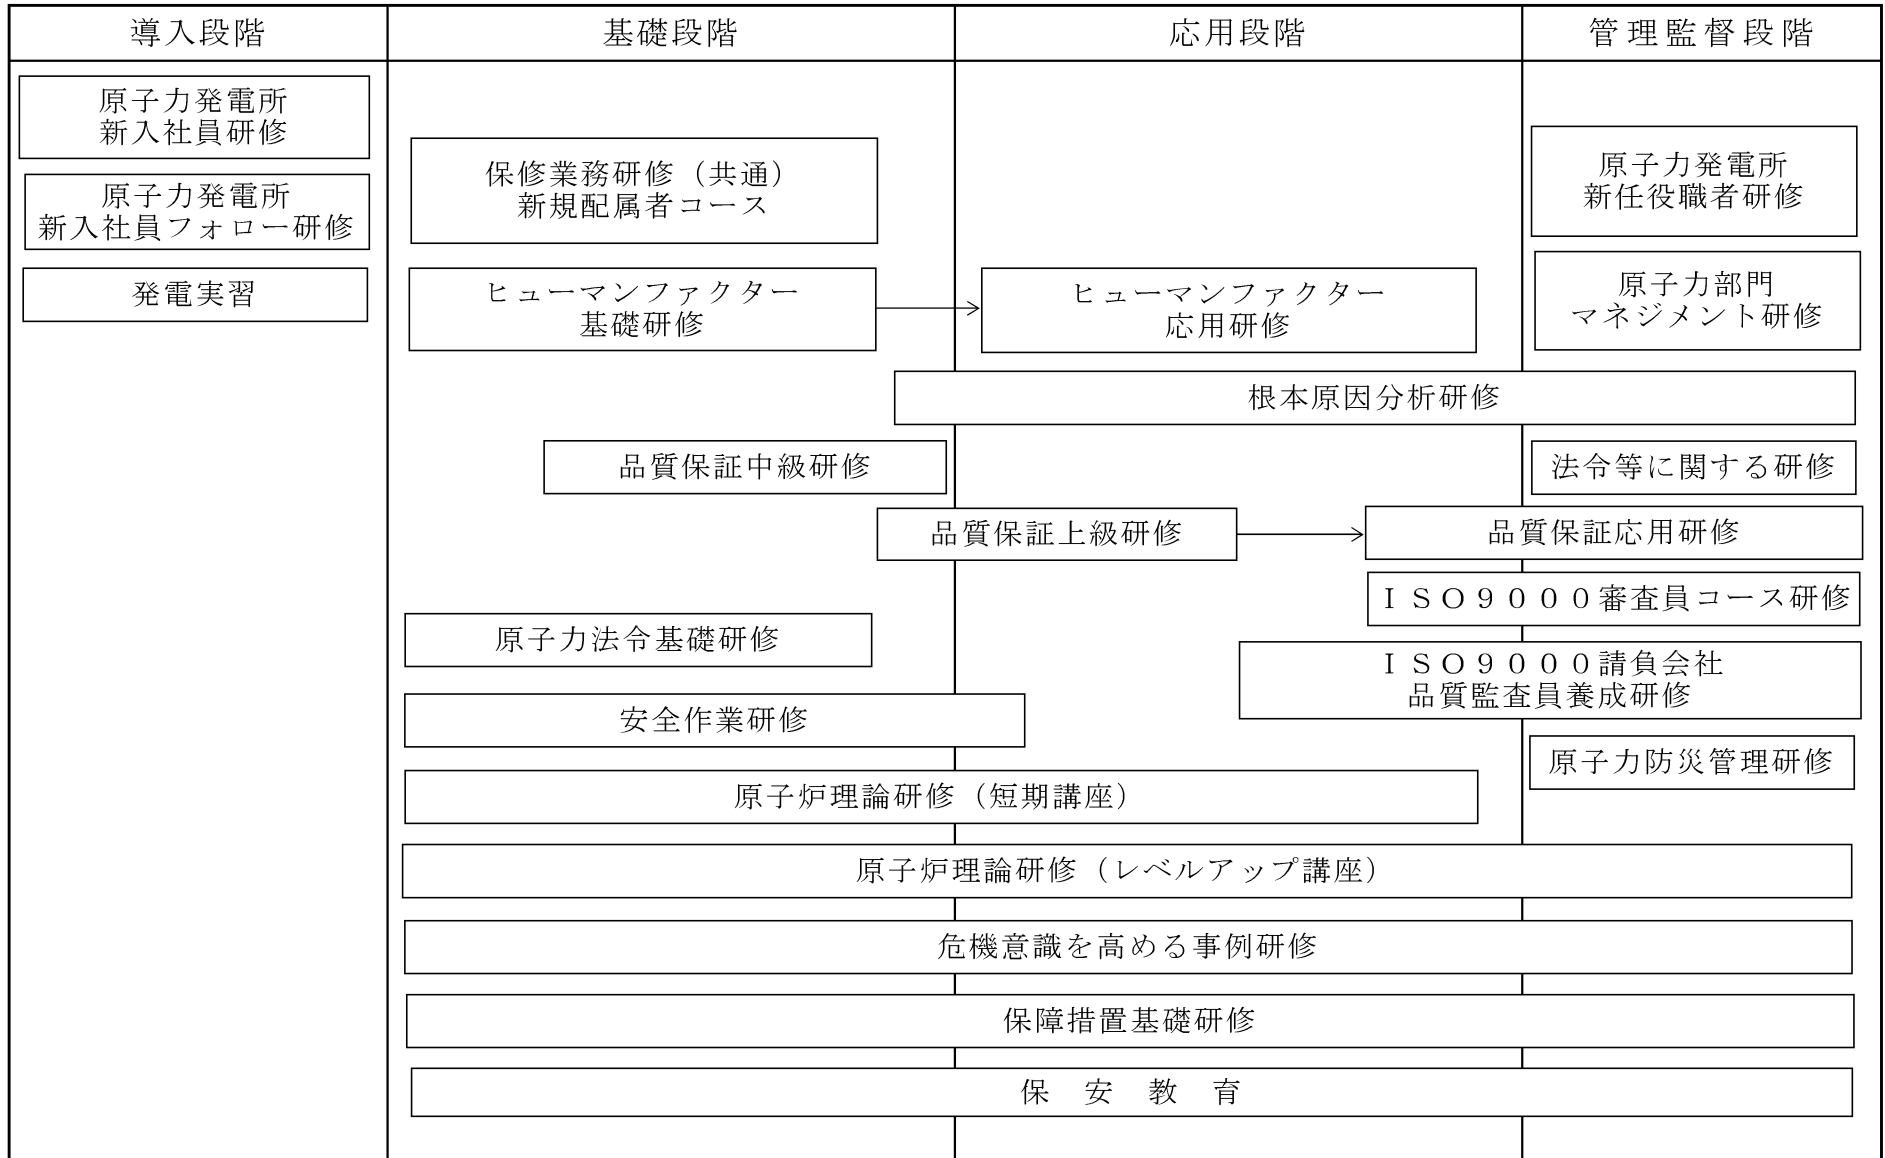 導入段階
基礎段階
応用段階
管理監督段階
原子力発電所
新入社員研修
原子力発電所
新入社員フォロー研修
発電実習
保修業務研修（共通）
新規配属者コース
原子力発電所
新任役職者研修
ヒューマンファクター
基礎研修
ヒューマンファクター
応用研修
原子力部門
マネジメント研修
根本原因分析研修
品質保証中級研修
法令等に関する研修
品質保証上級研修
品質保証応用研修
ＩＳＯ９０００審査員コース研修
原子力法令基礎研修
ＩＳＯ９０００請負会社
品質監査員養成研修
安全作業研修
原子力防災管理研修
原子炉理論研修（短期講座）
原子炉理論研修（レベルアップ講座）
危機意識を高める事例研修
保障措置基礎研修
保　安　教　育